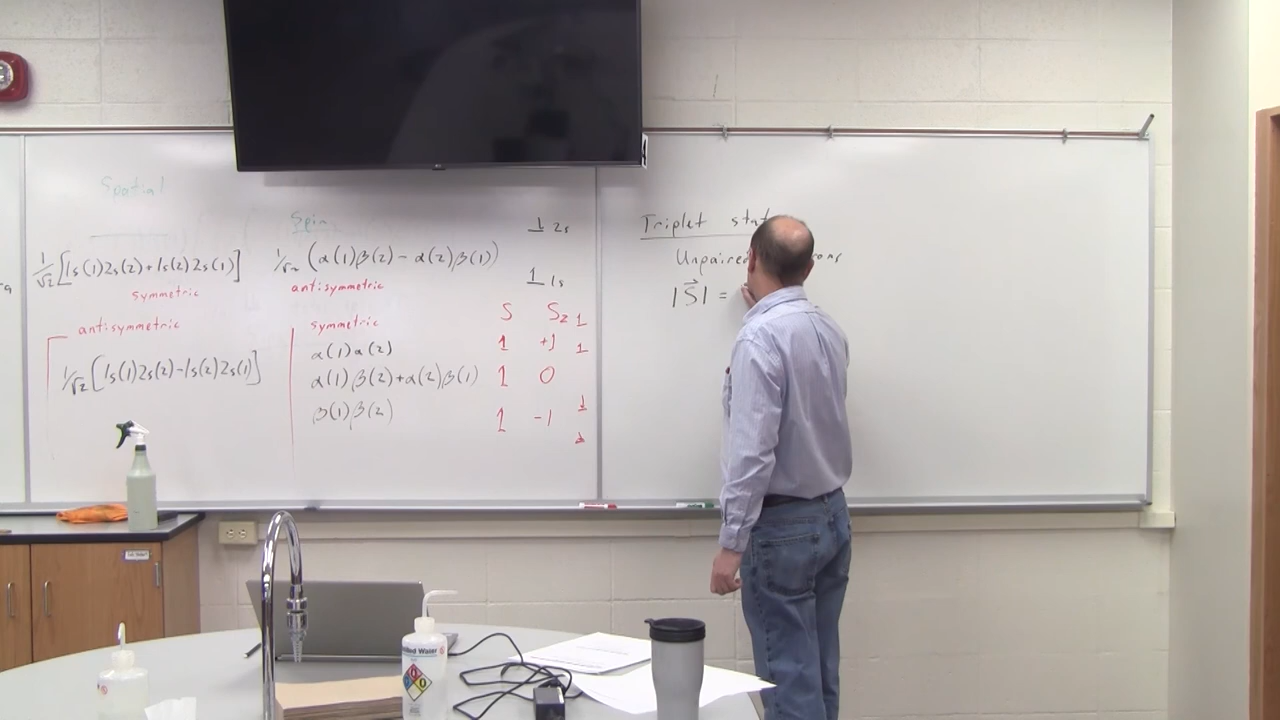 Spatial
1/√2 [1s(1)2s(2)+1s(2)2s(1)]
symmetric
antisymmetric
1/√2 [1s(1)2s(2)-1s(2)2s(1)]
Spin
1/√2 (α(1)β(2) - α(2)β(1))
antisymmetric
symmetric
α(1)α(2)
α(1)β(2)+α(2)β(1)
β(1)β(2)
1 2s
1 1s
S Sz
1 +1
1 0
1 -1
Triplet
Unpaired
|S⃗| =
Water